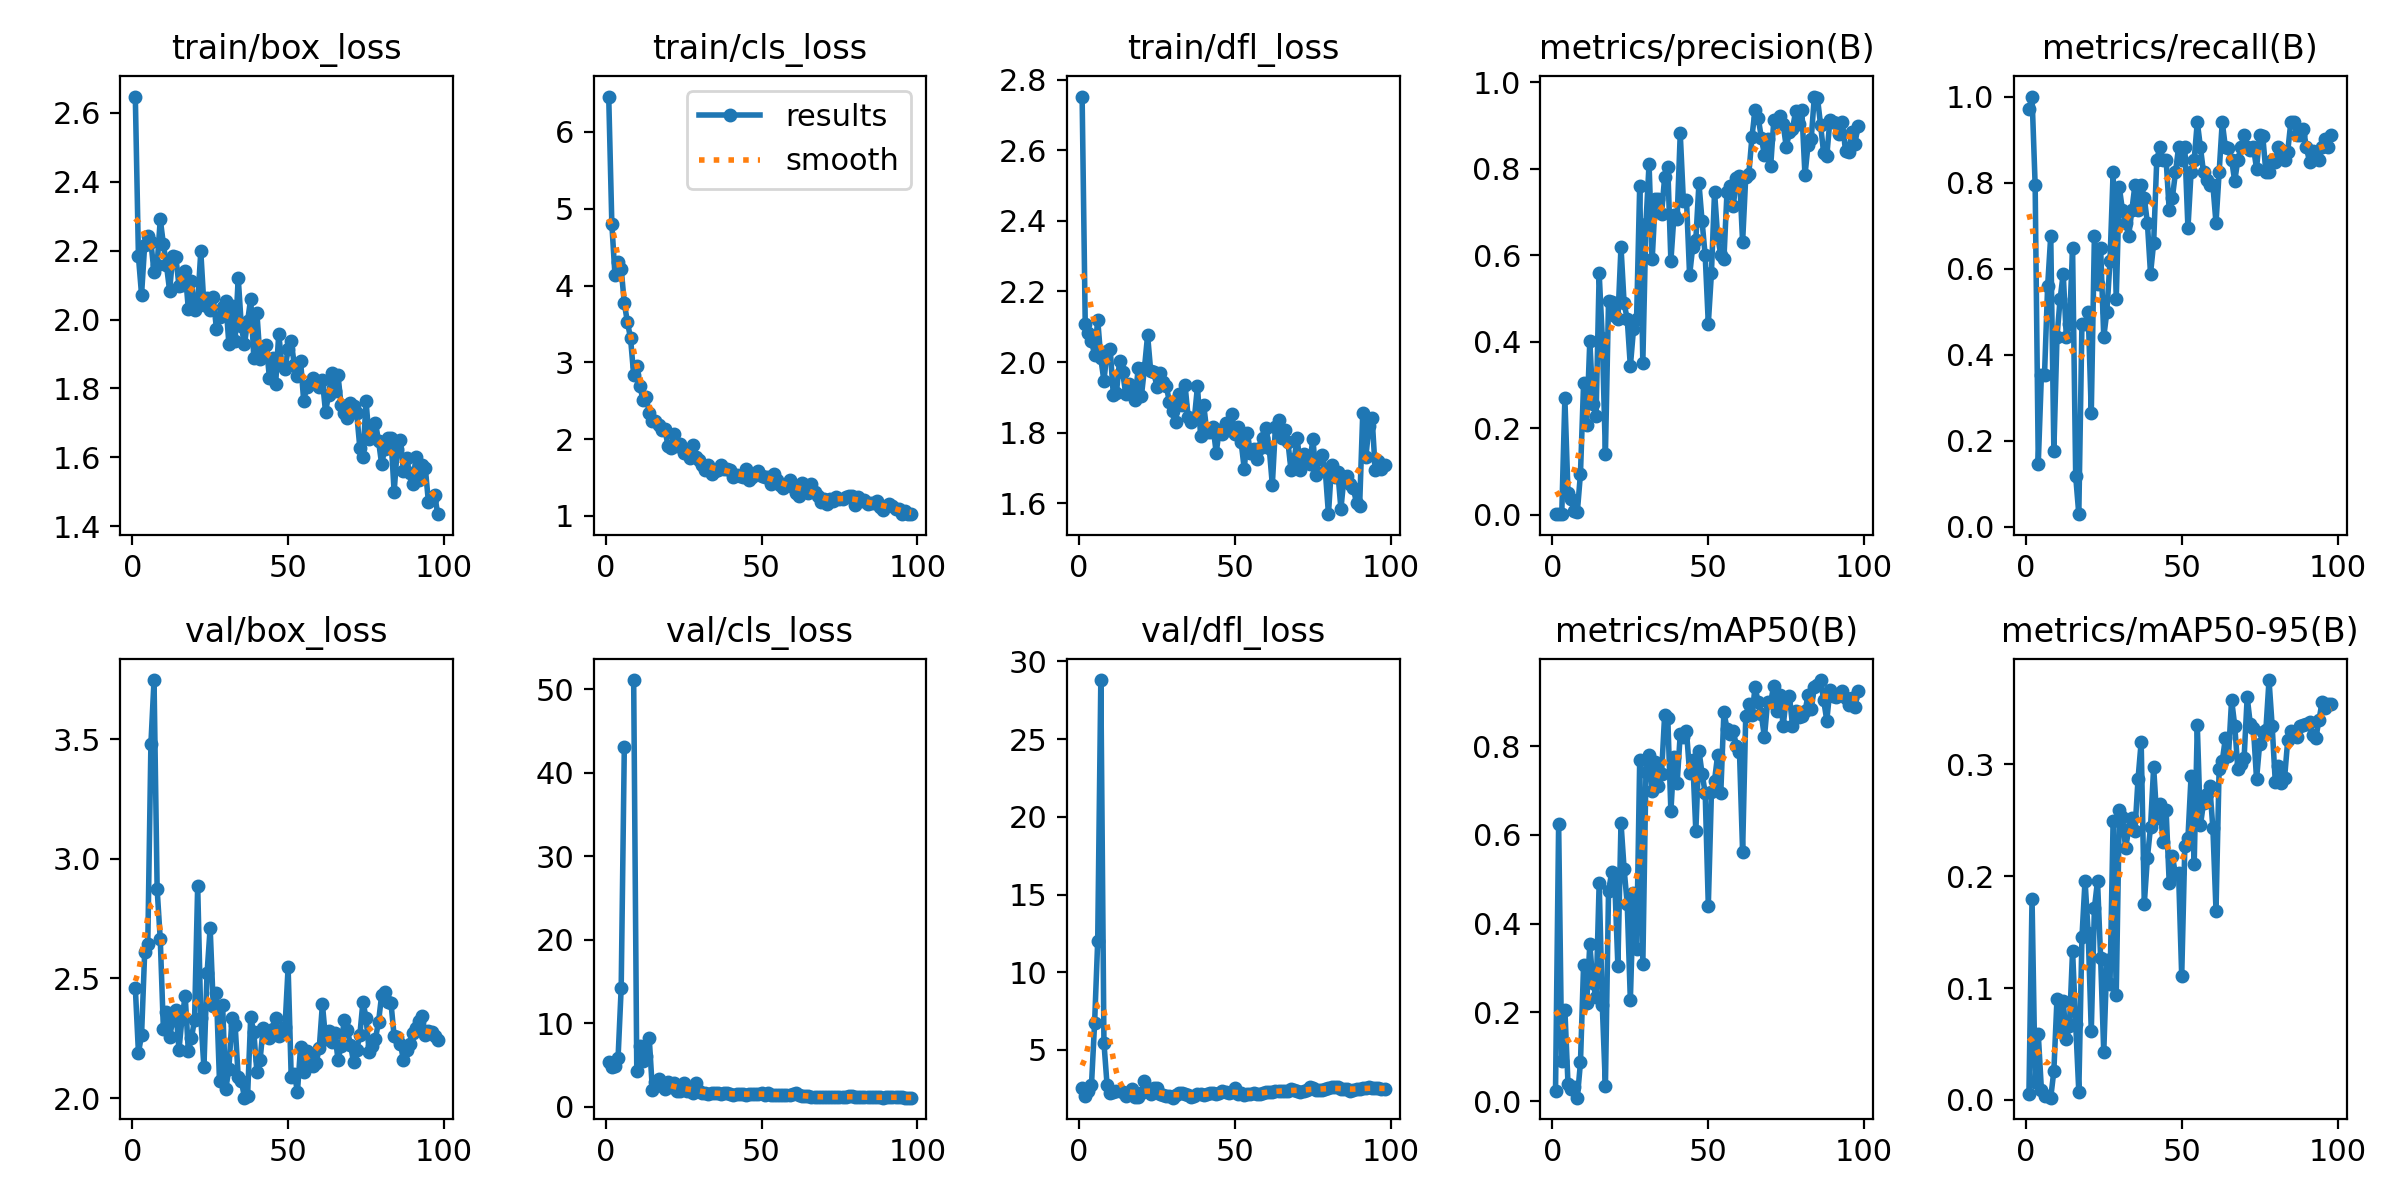 train/box_loss
train/cls_loss
train/dfl_loss
metrics/precision(B)
metrics/recall(B)
2.6
2.4
2.2
2.0
1.8
1.6
1.4
0 50 100
6
5
4
3
2
1
0 50 100
results
smooth
2.8
2.6
2.4
2.2
2.0
1.8
1.6
0 50 100
1.0
0.8
0.6
0.4
0.2
0.0
0 50 100
1.0
0.8
0.6
0.4
0.2
0.0
0 50 100
val/box_loss
val/cls_loss
val/dfl_loss
metrics/mAP50(B)
metrics/mAP50-95(B)
3.5
3.0
2.5
2.0
0 50 100
50
40
30
20
10
0
0 50 100
30
25
20
15
10
5
0 50 100
0.8
0.6
0.4
0.2
0.0
0 50 100
0.3
0.2
0.1
0.0
0 50 100